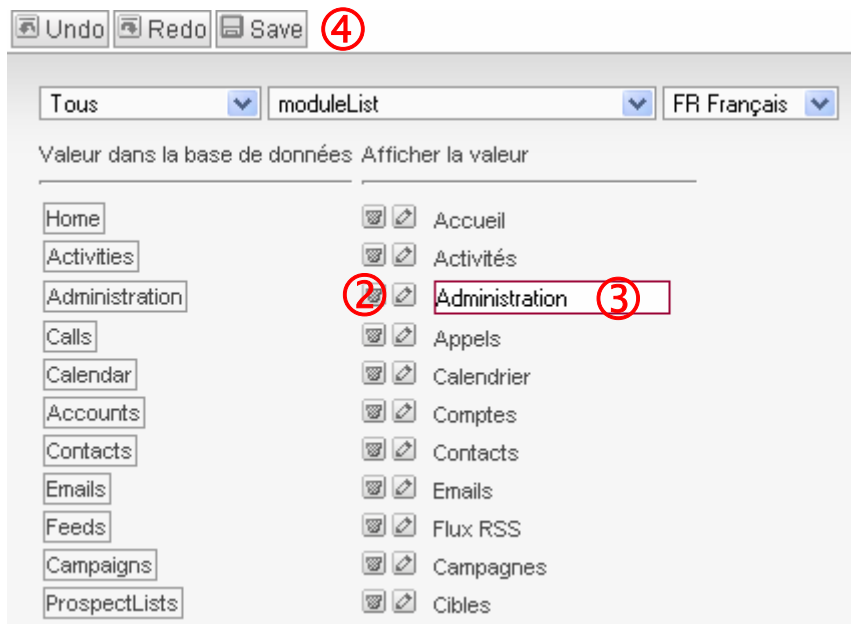 Undo Redo Save ④
Tous moduleList FR Français
Valeur dans la base de données Afficher la valeur
Home Accueil
Activities Activités
Administration ② Administration ③
Calls Appels
Calendar Calendrier
Accounts Comptes
Contacts Contacts
Emails Emails
Feeds Flux RSS
Campaigns Campagnes
ProspectLists Cibles